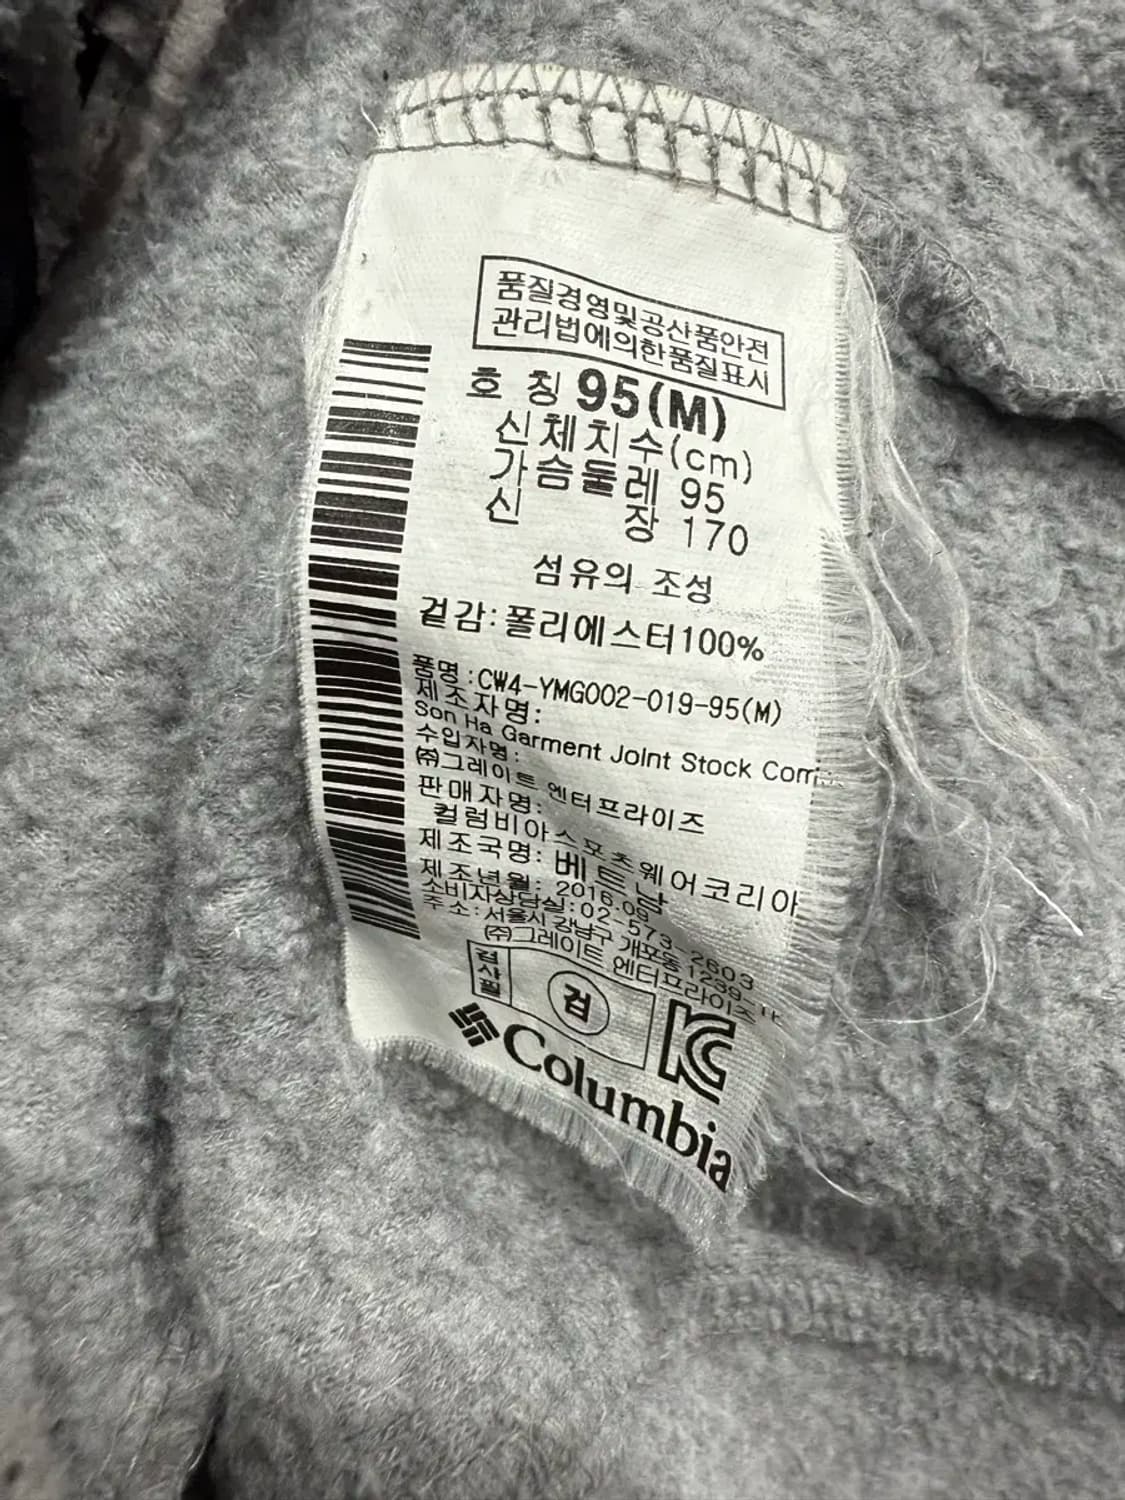 품질경영및공산품안전
관리법에의한품질표시
호 칭 95(M)
신체치수(cm)
가슴둘레 95
신 장 170
섬유의 조성
겉감:폴리에스터100%
품명:CW4-YMG002-019-95(M)
제조자명:
Son Ha Garment Joint Stock
수입자명:
㈜그레이트 엔터프라이즈
판매자명:
컬럼비아스포츠웨어코리아
제조국명: 베트남
제조년월: 2016.09
소비자상담실:02-573-2603
주소:서울시 강남구 개포동 1239-
㈜그레이트 엔터프라이즈
검사필
검
KC
Columbia